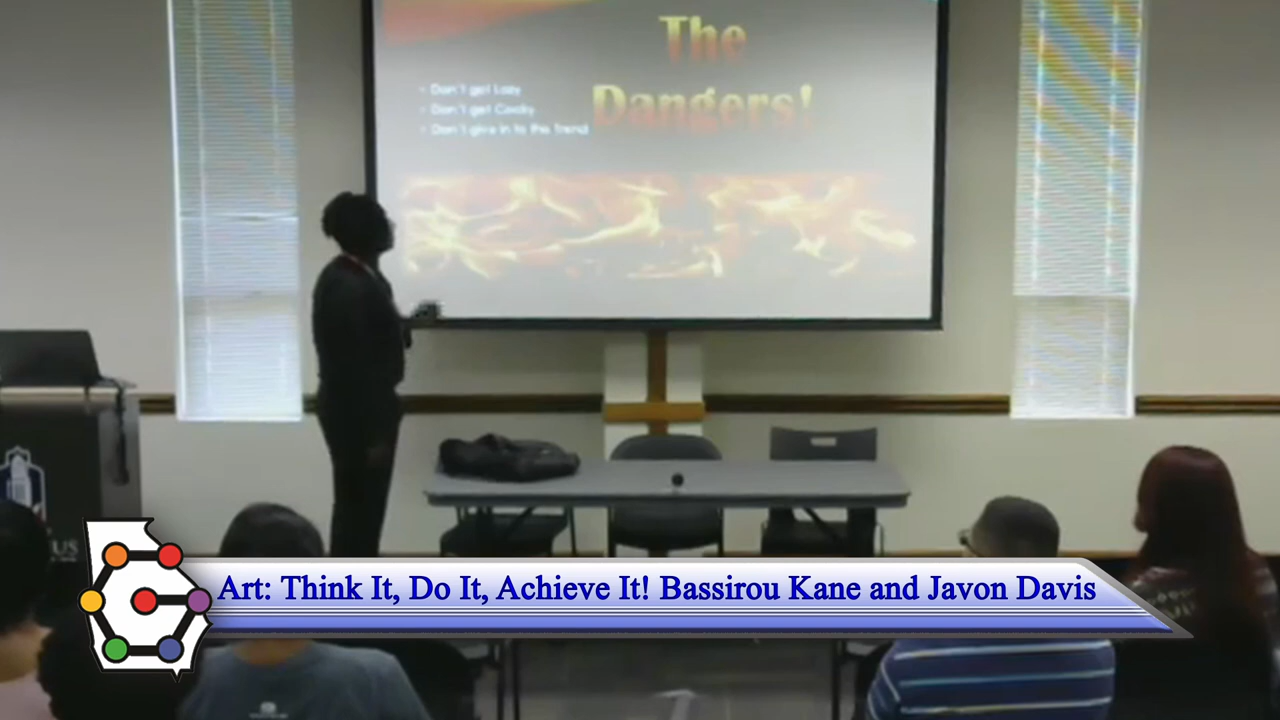 The
Dangers!
Don't get Lazy
Don't get Cocky
Don't give in to the Trend
US
Art: Think It, Do It, Achieve It! Bassirou Kane and Javon Davis